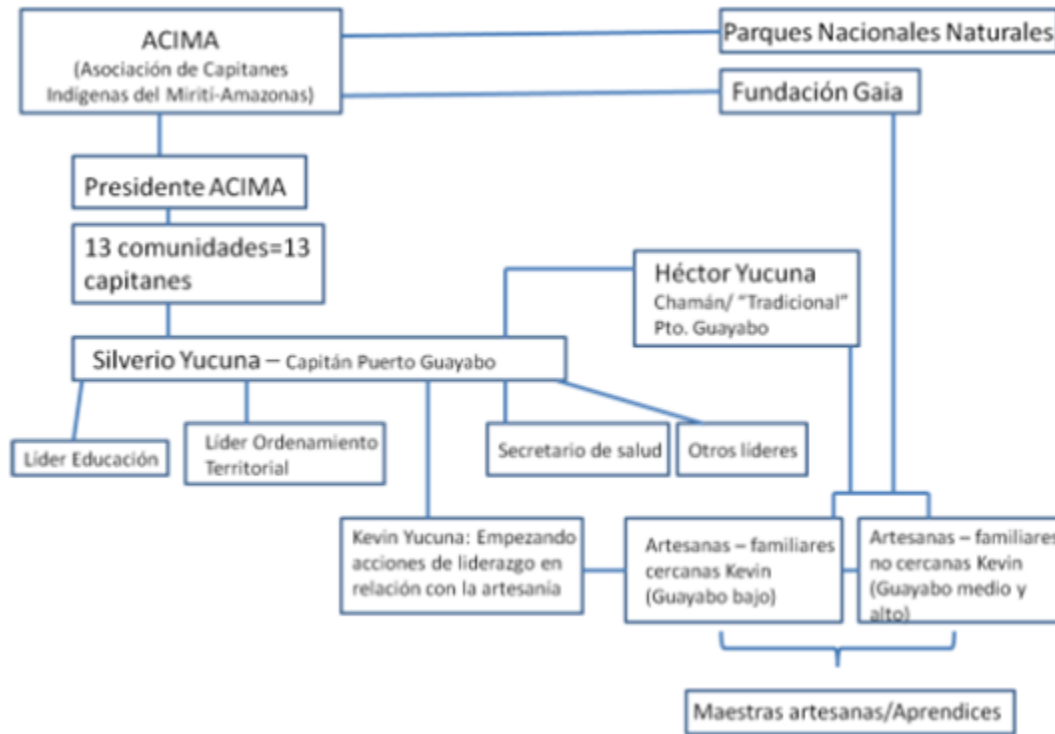 ACIMA
(Asociación de Capitanes
Indígenas del Miriti-Amazonas)
Parques Nacionales Naturales
Fundación Gaia
Presidente ACIMA
13 comunidades=13
capitanes
Héctor Yucuna
Chamán/ “Tradicional”
Pto. Guayabo
Silverio Yucuna – Capitán Puerto Guayabo
Líder Educación
Líder Ordenamiento
Territorial
Secretario de salud
Otros líderes
Kevin Yucuna: Empezando
acciones de liderazgo en
relación con la artesanía
Artesanas – familiares
cercanas Kevin
(Guayabo bajo)
Artesanas – familiares
no cercanas Kevin
(Guayabo medio y
alto)
Maestras artesanas/Aprendices